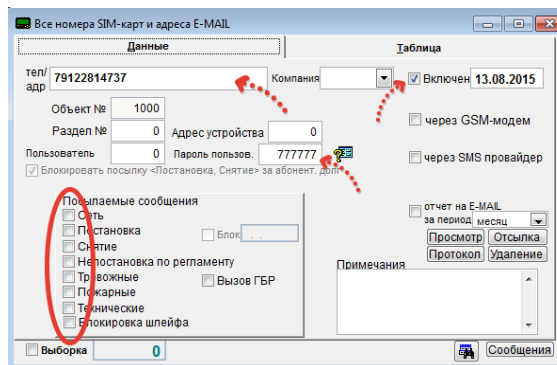 Все номера SIM-карт и адреса E-MAIL
Данные
Таблица
тел/адр 79122814737 Компания Включен 13.08.2015
Объект № 1000
через GSM-модем
Раздел № 0 Адрес устройства 0
Пользователь 0 Пароль пользов. 777777
через SMS провайдер
Блокировать посылку <Постановка, Снятие> за абонент. долг
Посылаемые сообщения
Сеть
Постановка
Блок . .
Снятие
Непостановка по регламенту
Тревожные
Вызов ГБР
Пожарные
Технические
Блокировка шлейфа
отчет на E-MAIL
за период месяц
Просмотр Отсылка
Протокол Удаление
Примечания
Выборка 0
Сообщения